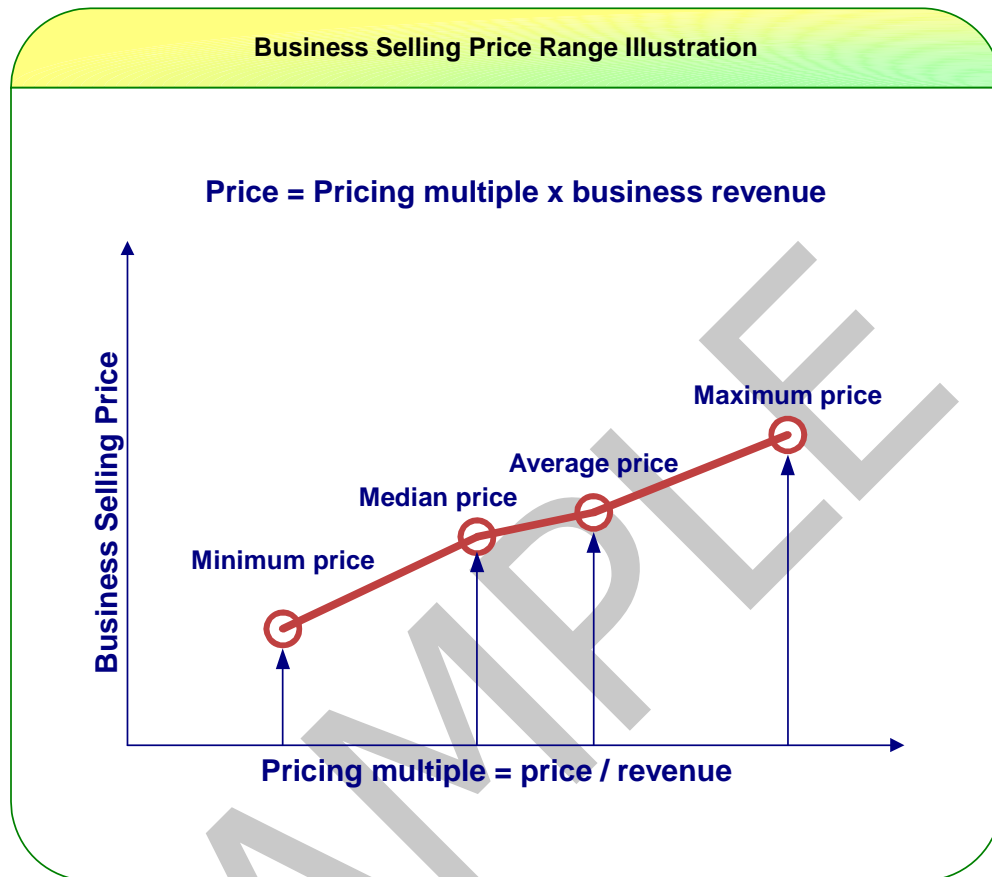 Business Selling Price Range Illustration
Price = Pricing multiple x business revenue
Business Selling Price
Maximum price
Average price
Median price
Minimum price
Pricing multiple = price / revenue